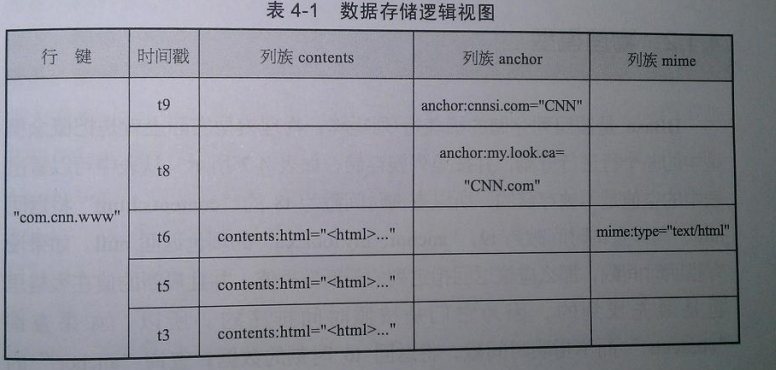 表 4-1 数据存储逻辑视图
行 键 时间戳 列族 contents 列族 anchor 列族 mime
t9 anchor:cnnsi.com="CNN"
t8 anchor:my.look.ca=
"CNN.com"
"com.cnn.www"
t6 contents:html="<html>..." mime:type="text/html"
t5 contents:html="<html>..."
t3 contents:html="<html>..."